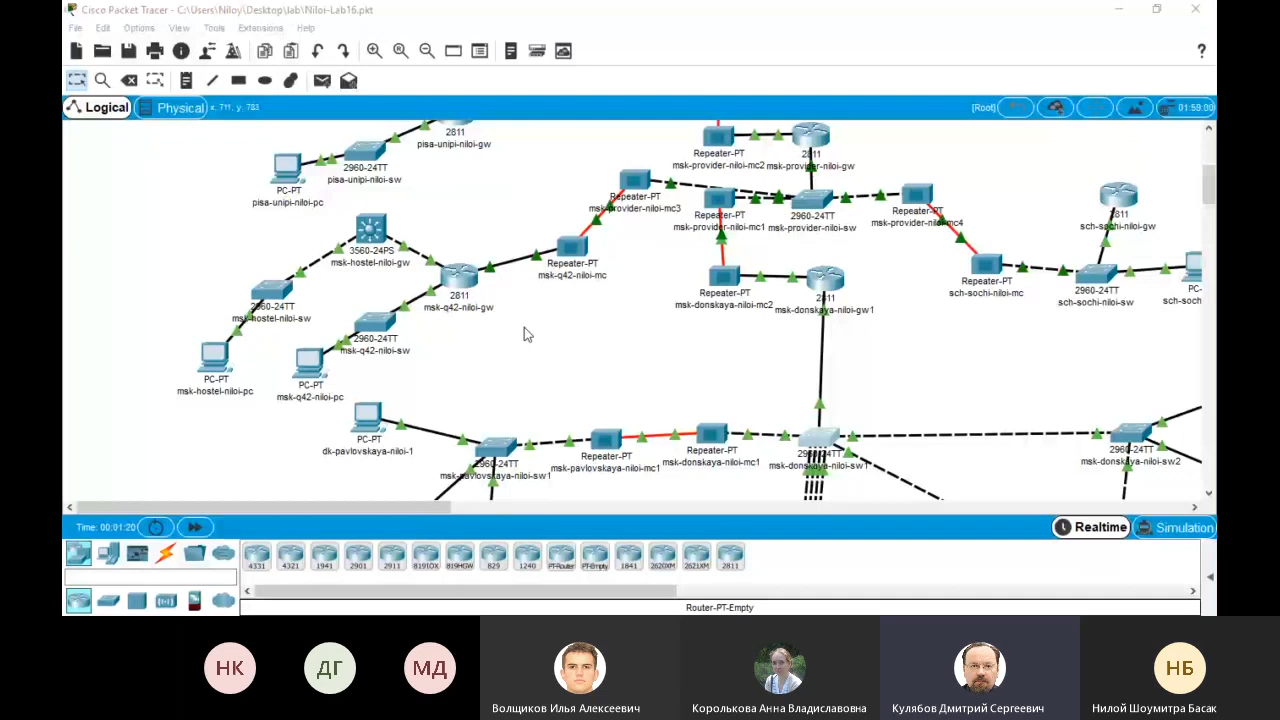 Cisco Packet Tracer - C:\Users\Niloy\Desktop\lab\Niloi-Lab16.pkt
File Edit Options View Tools Extensions Help
?
Logical
Physical
x: 711, y: 783
[Root]
01:59:00
2811
pisa-unipi-niloi-gw
2960-24TT
pisa-unipi-niloi-sw
PC-PT
pisa-unipi-niloi-pc
3560-24PS
msk-hostel-niloi-gw
2811
msk-q42-niloi-gw
2960-24TT
msk-hostel-niloi-sw
2960-24TT
msk-q42-niloi-sw
PC-PT
msk-hostel-niloi-pc
PC-PT
msk-q42-niloi-pc
Repeater-PT
msk-q42-niloi-mc
Repeater-PT
msk-provider-niloi-mc3
Repeater-PT
msk-provider-niloi-mc2
2811
msk-provider-niloi-gw
Repeater-PT
msk-provider-niloi-mc1
2960-24TT
msk-provider-niloi-sw
Repeater-PT
msk-provider-niloi-mc4
2811
sch-sochi-niloi-gw
Repeater-PT
sch-sochi-niloi-mc
2960-24TT
sch-sochi-niloi-sw
PC-
sch-soch
Repeater-PT
msk-donskaya-niloi-mc2
2811
msk-donskaya-niloi-gw1
PC-PT
dk-pavlovskaya-niloi-1
2960-24TT
msk-pavlovskaya-niloi-sw1
Repeater-PT
msk-pavlovskaya-niloi-mc1
Repeater-PT
msk-donskaya-niloi-mc1
2960-24TT
msk-donskaya-niloi-sw1
2960-24TT
msk-donskaya-niloi-sw2
Time: 00:01:20
Realtime
Simulation
4331 4321 1941 2901 2911 819IOX 819HGW 829 1240 PT-Router PT-Empty 1841 2620XM 2621XM 2811
Router-PT-Empty
НК
ДГ
МД
НБ
Волщиков Илья Алексеевич
Королькова Анна Владиславовна
Кулябов Дмитрий Сергеевич
Нилой Шоумитра Басак